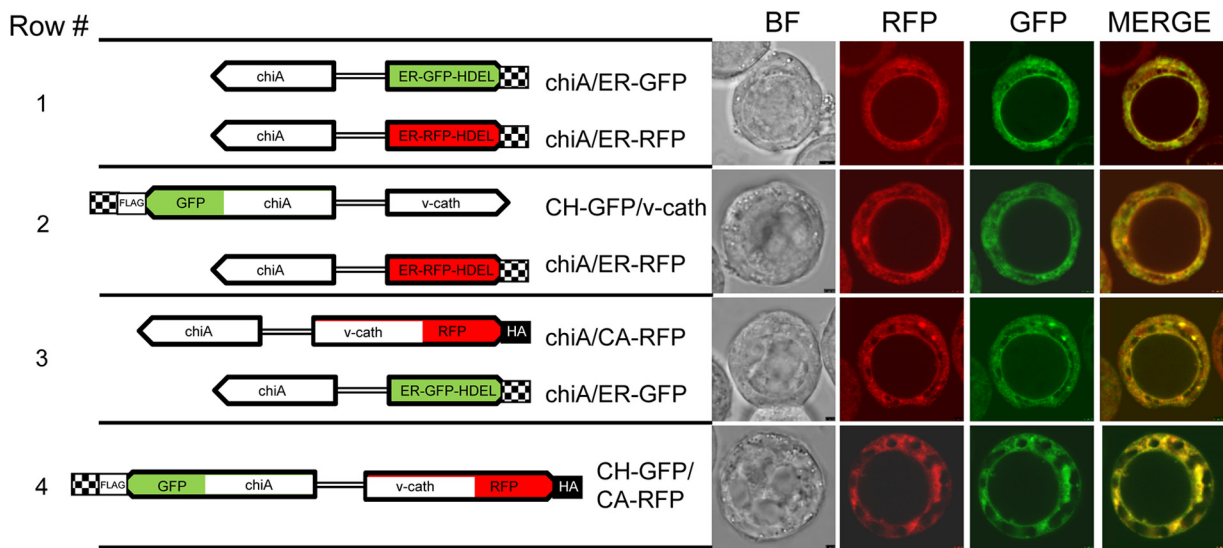 Row # BF RFP GFP MERGE
1
chiA ER-GFP-HDEL chiA/ER-GFP
chiA ER-RFP-HDEL chiA/ER-RFP
2
FLAG GFP chiA v-cath CH-GFP/v-cath
chiA ER-RFP-HDEL chiA/ER-RFP
3
chiA v-cath RFP HA chiA/CA-RFP
chiA ER-GFP-HDEL chiA/ER-GFP
4
FLAG GFP chiA v-cath RFP HA CH-GFP/
CA-RFP